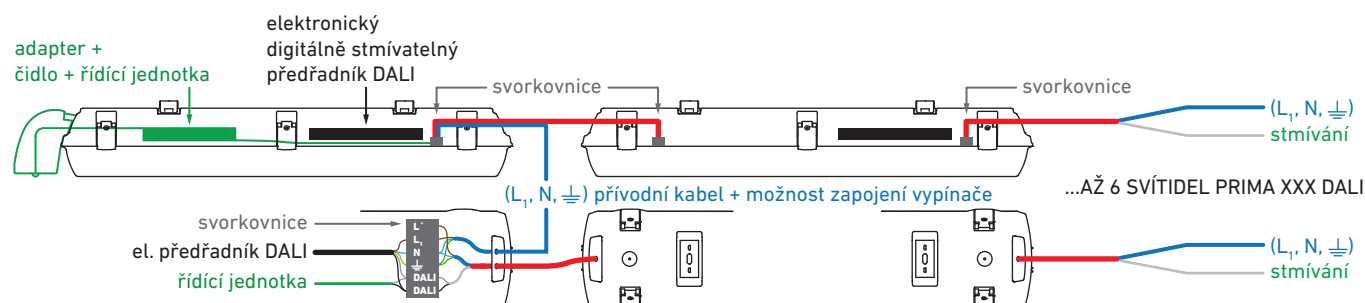 elektronický
digitálně stmívatelný
předřadník DALI
adapter +
čidlo + řídící jednotka
svorkovnice
svorkovnice
(L₁, N, ⏚)
stmívání
(L₁, N, ⏚) přívodní kabel + možnost zapojení vypínače
...AŽ 6 SVÍTIDEL PRIMA XXX DALI
svorkovnice
el. předřadník DALI
řídící jednotka
L´
L₁
N
⏚
DALI
DALI
(L₁, N, ⏚)
stmívání